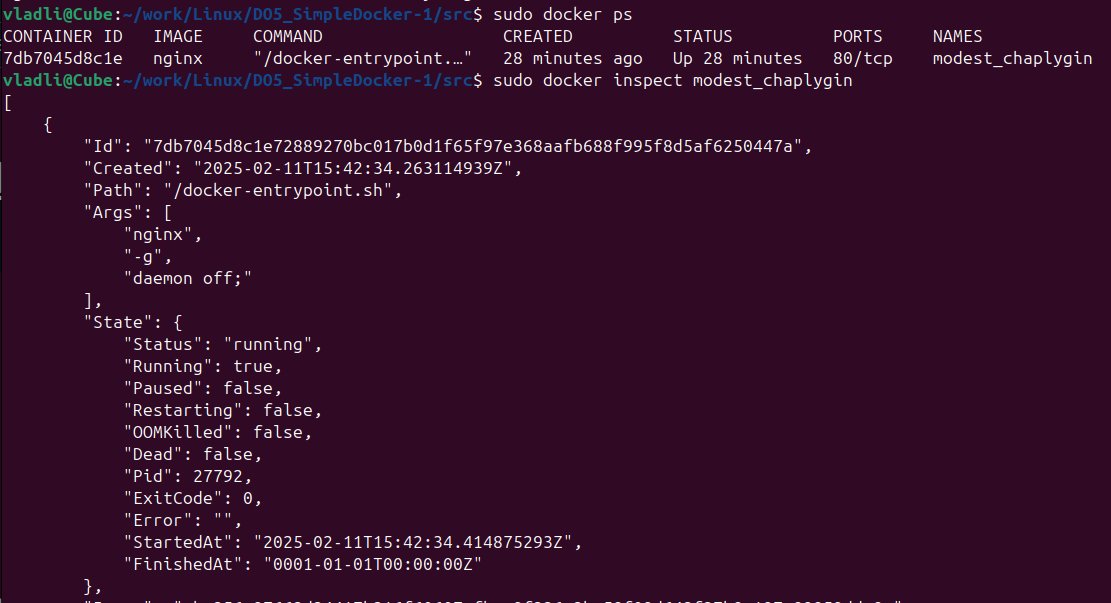 vladli@Cube:~/work/Linux/DO5_SimpleDocker-1/src$ sudo docker ps
CONTAINER ID   IMAGE     COMMAND                  CREATED          STATUS          PORTS     NAMES
7db7045d8c1e   nginx     "/docker-entrypoint.…"   28 minutes ago   Up 28 minutes   80/tcp    modest_chaplygin
vladli@Cube:~/work/Linux/DO5_SimpleDocker-1/src$ sudo docker inspect modest_chaplygin
[
    {
        "Id": "7db7045d8c1e72889270bc017b0d1f65f97e368aafb688f995f8d5af6250447a",
        "Created": "2025-02-11T15:42:34.263114939Z",
        "Path": "/docker-entrypoint.sh",
        "Args": [
            "nginx",
            "-g",
            "daemon off;"
        ],
        "State": {
            "Status": "running",
            "Running": true,
            "Paused": false,
            "Restarting": false,
            "OOMKilled": false,
            "Dead": false,
            "Pid": 27792,
            "ExitCode": 0,
            "Error": "",
            "StartedAt": "2025-02-11T15:42:34.414875293Z",
            "FinishedAt": "0001-01-01T00:00:00Z"
        },